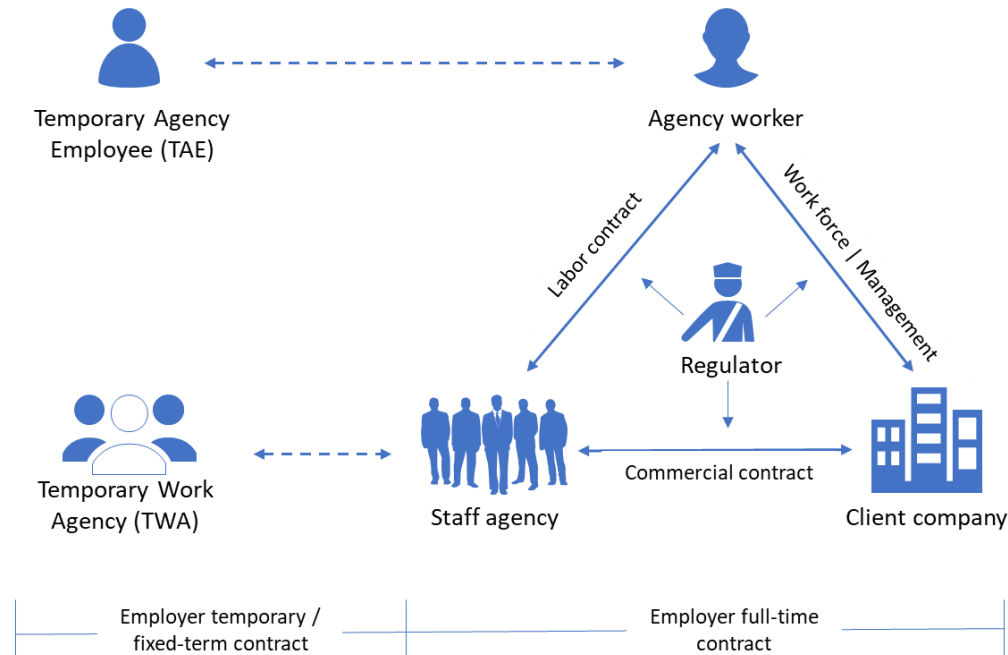 Temporary Agency
Employee (TAE)
Agency worker
Labor contract
Work force | Management
Regulator
Temporary Work
Agency (TWA)
Staff agency
Commercial contract
Client company
Employer temporary /
fixed-term contract
Employer full-time
contract